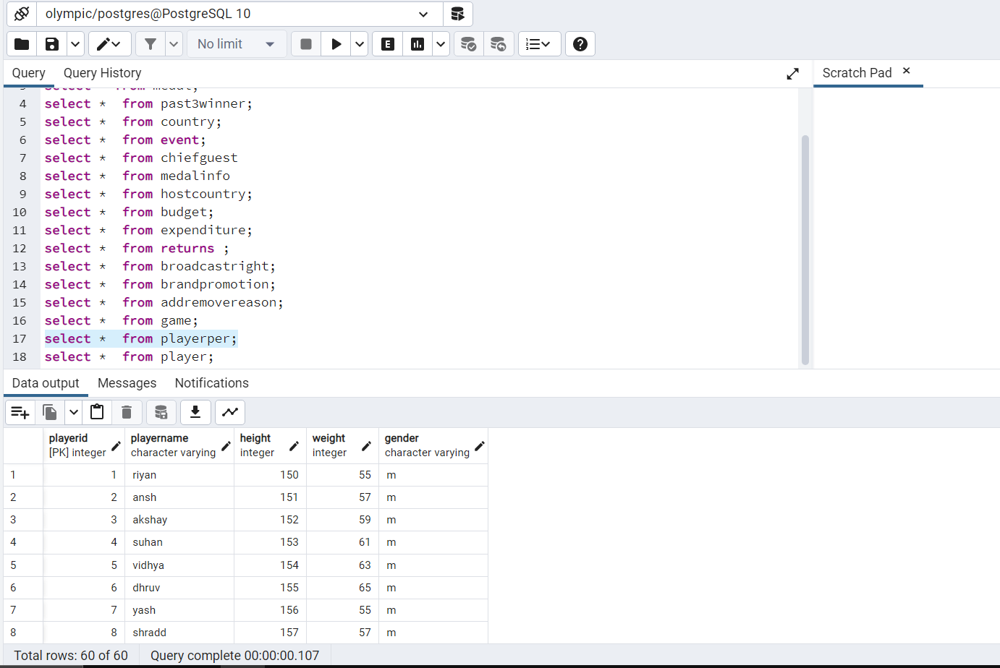 olympic/postgres@PostgreSQL 10
No limit
E
Query Query History
Scratch Pad ×
3 select * from medal;
4 select * from past3winner;
5 select * from country;
6 select * from event;
7 select * from chiefguest
8 select * from medalinfo
9 select * from hostcountry;
10 select * from budget;
11 select * from expenditure;
12 select * from returns ;
13 select * from broadcastright;
14 select * from brandpromotion;
15 select * from addremovereason;
16 select * from game;
17 select * from playerper;
18 select * from player;
Data output Messages Notifications
playerid playername height weight gender
[PK] integer character varying integer integer character varying
1 1 riyan 150 55 m
2 2 ansh 151 57 m
3 3 akshay 152 59 m
4 4 suhan 153 61 m
5 5 vidhya 154 63 m
6 6 dhruv 155 65 m
7 7 yash 156 55 m
8 8 shradd 157 57 m
Total rows: 60 of 60 Query complete 00:00:00.107